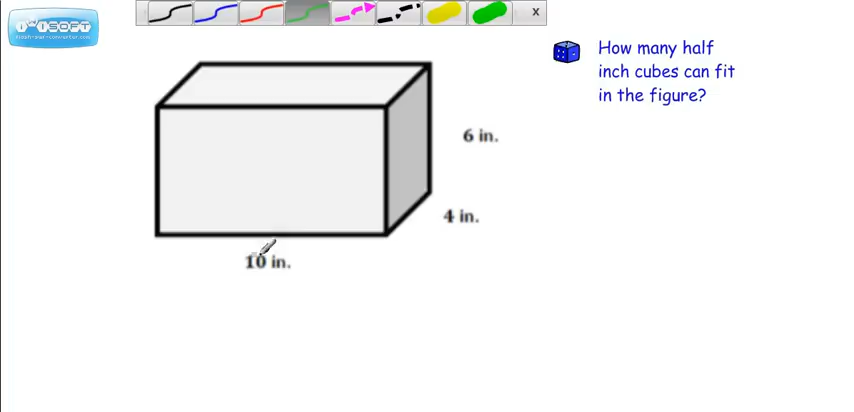 x
How many half
inch cubes can fit
in the figure?
6 in.
4 in.
10 in.